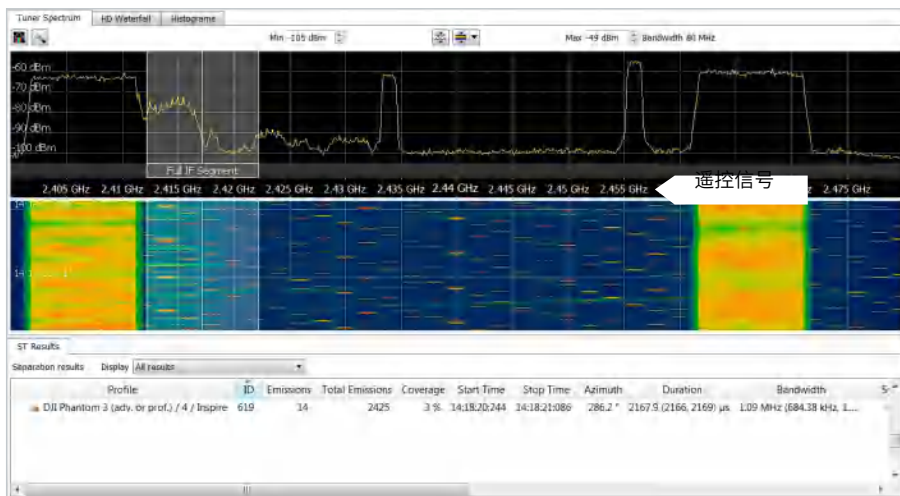 Tuner Spectrum HD Waterfall Histograme
Min -105 dBm Max -49 dBm Bandwidth 80 MHz
-60 dBm
-70 dBm
-80 dBm
-90 dBm
-100 dBm
Full IF Segment
2.405 GHz 2.41 GHz 2.415 GHz 2.42 GHz 2.425 GHz 2.43 GHz 2.435 GHz 2.44 GHz 2.445 GHz 2.45 GHz 2.455 GHz 遥控信号 2.475 GHz
ST Results
Separation results Display All results
Profile ID Emissions Total Emissions Coverage Start Time Stop Time Azimuth Duration Bandwidth S
DJI Phantom 3 (adv. or prof.) / 4 / Inspire 619 14 2425 3 % 14:18:20:244 14:18:21:086 286.2 ° 2167.9 (2166, 2169) µs 1.09 MHz (684.38 kHz, 1....